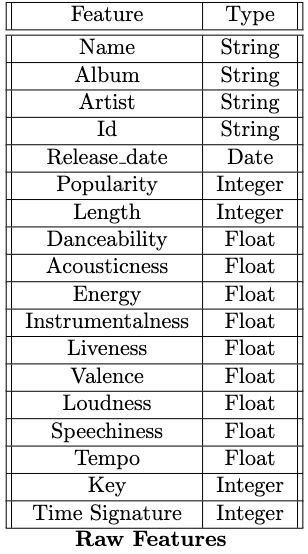 Feature Type
Name String
Album String
Artist String
Id String
Release_date Date
Popularity Integer
Length Integer
Danceability Float
Acousticness Float
Energy Float
Instrumentalness Float
Liveness Float
Valence Float
Loudness Float
Speechiness Float
Tempo Float
Key Integer
Time Signature Integer
Raw Features